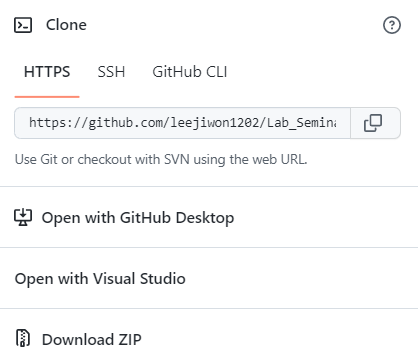 Clone
HTTPS SSH GitHub CLI
https://github.com/leejiwon1202/Lab_Semina
Use Git or checkout with SVN using the web URL.
Open with GitHub Desktop
Open with Visual Studio
Download ZIP